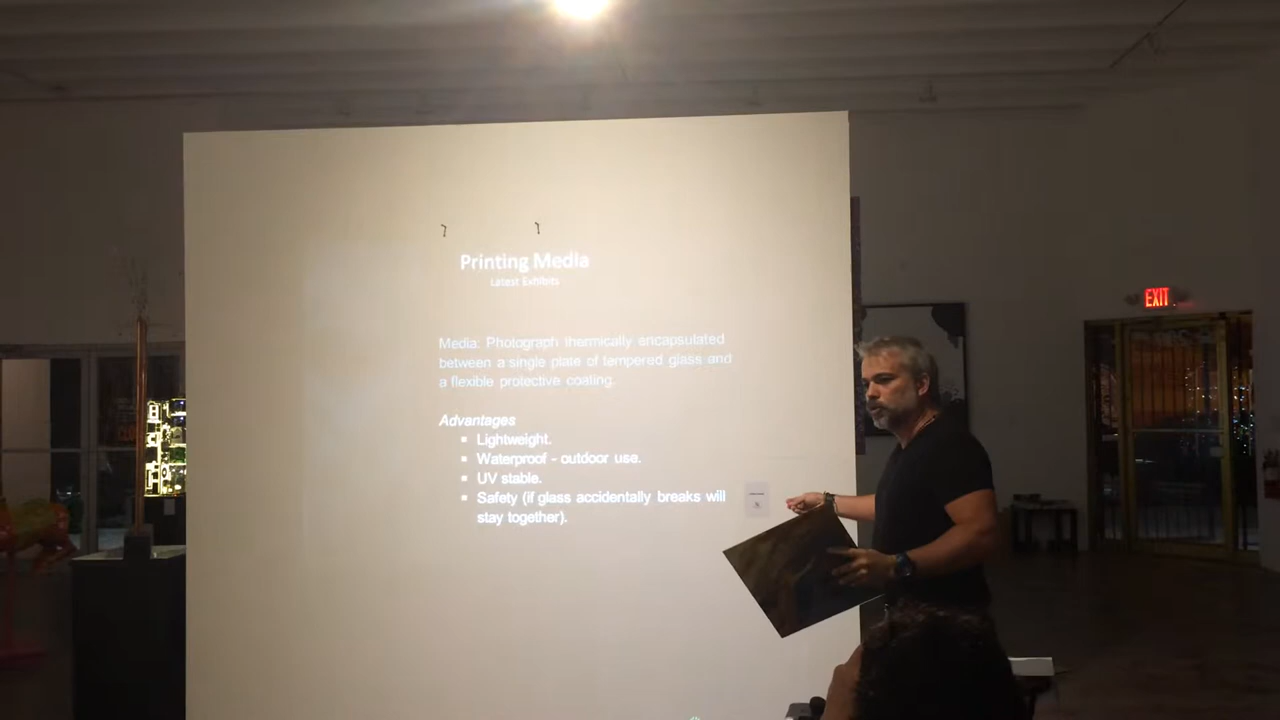 Printing Media
Latest Exhibits
Media: Photograph thermically encapsulated
between a single plate of tempered glass and
a flexible protective coating.
Advantages
▪ Lightweight.
▪ Waterproof - outdoor use.
▪ UV stable.
▪ Safety (if glass accidentally breaks will
stay together).
EXIT